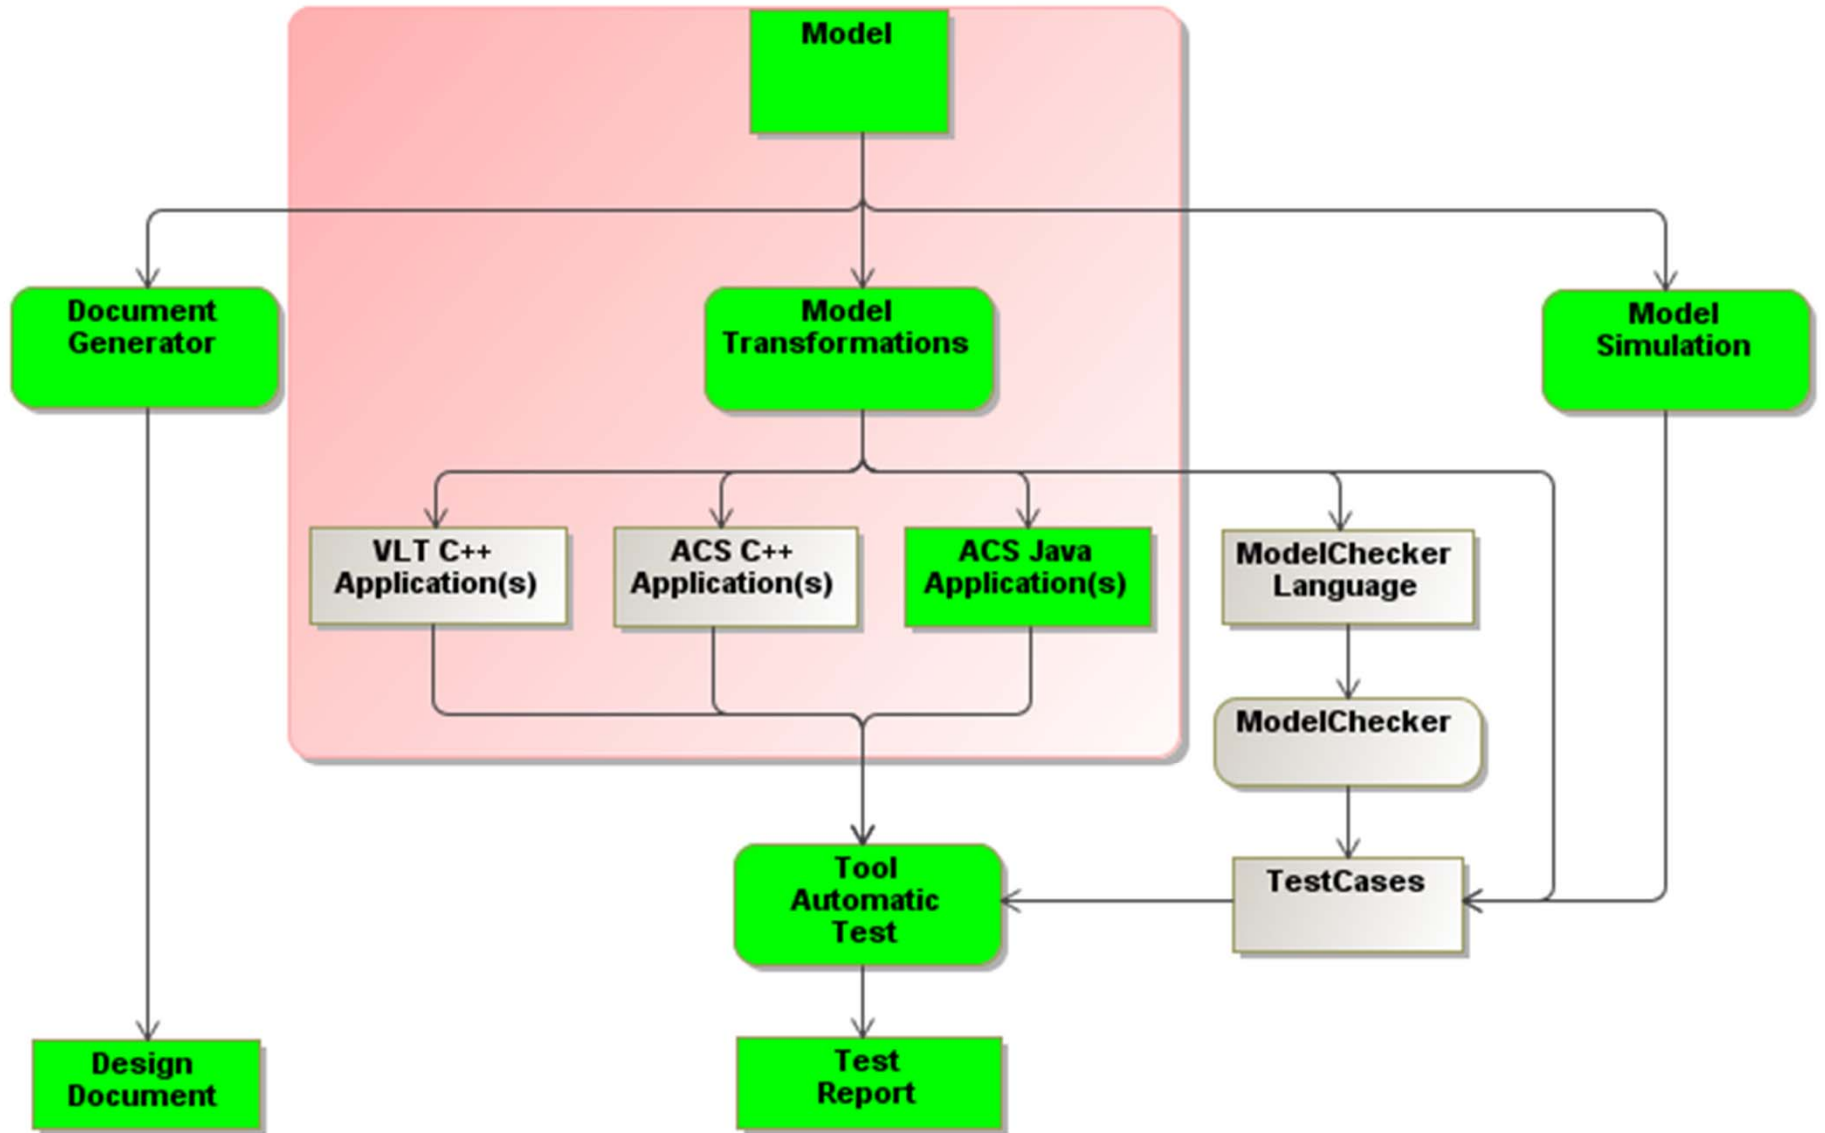 Model
Document
Generator
Model
Transformations
Model
Simulation
VLT C++
Application(s)
ACS C++
Application(s)
ACS Java
Application(s)
ModelChecker
Language
ModelChecker
Tool
Automatic
Test
TestCases
Design
Document
Test
Report